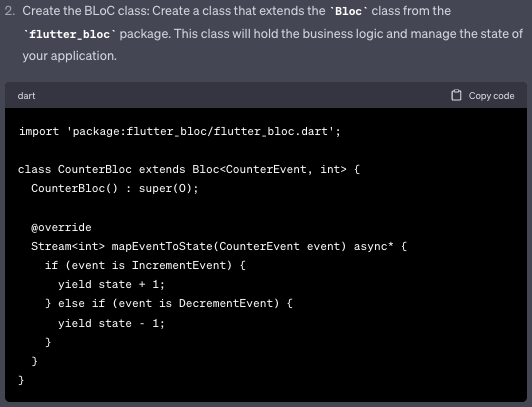 2. Create the BLoC class: Create a class that extends the `Bloc` class from the
`flutter_bloc` package. This will hold the business logic and manage the state of
your application.
dart Copy code
import 'package:flutter_bloc/flutter_bloc.dart';
class CounterBloc extends Bloc<CounterEvent, int> {
  CounterBloc() : super(0);
  @override
  Stream<int> mapEventToState(CounterEvent event) async* {
    if (event is IncrementEvent) {
      yield state + 1;
    } else if (event is DecrementEvent) {
      yield state - 1;
    }
  }
}